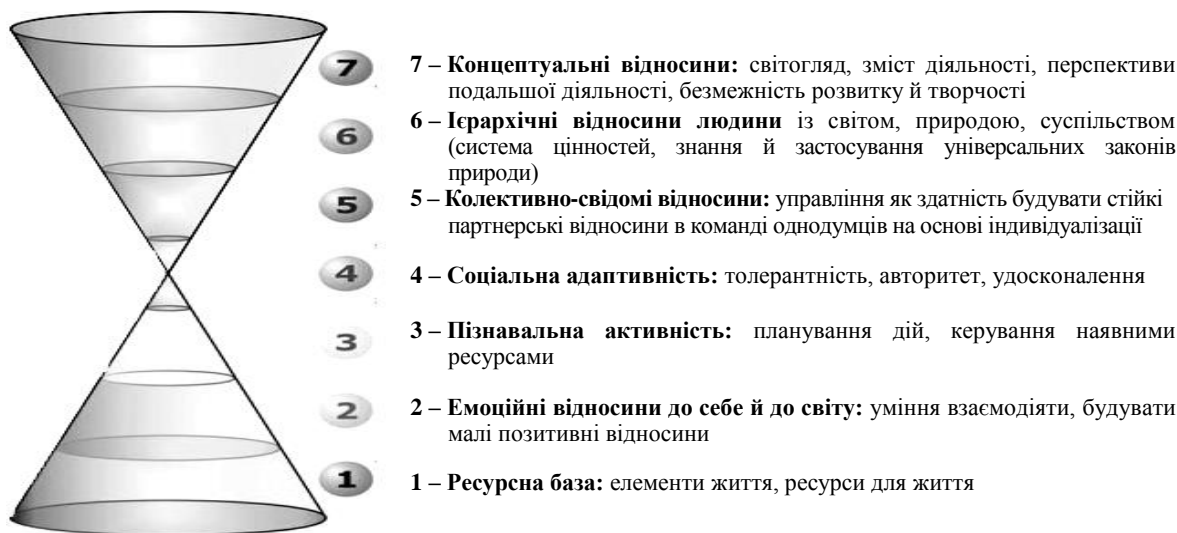 7
7 – Концептуальні відносини: світогляд, зміст діяльності, перспективи
подальшої діяльності, безмежність розвитку й творчості
6
6 – Ієрархічні відносини людини із світом, природою, суспільством
(система цінностей, знання й застосування універсальних законів
природи)
5
5 – Колективно-свідомі відносини: управління як здатність будувати стійкі
партнерські відносини в команді однодумців на основі індивідуалізації
4
4 – Соціальна адаптивність: толерантність, авторитет, удосконалення
3
3 – Пізнавальна активність: планування дій, керування наявними
ресурсами
2
2 – Емоційні відносини до себе й до світу: уміння взаємодіяти, будувати
малі позитивні відносини
1
1 – Ресурсна база: елементи життя, ресурси для життя